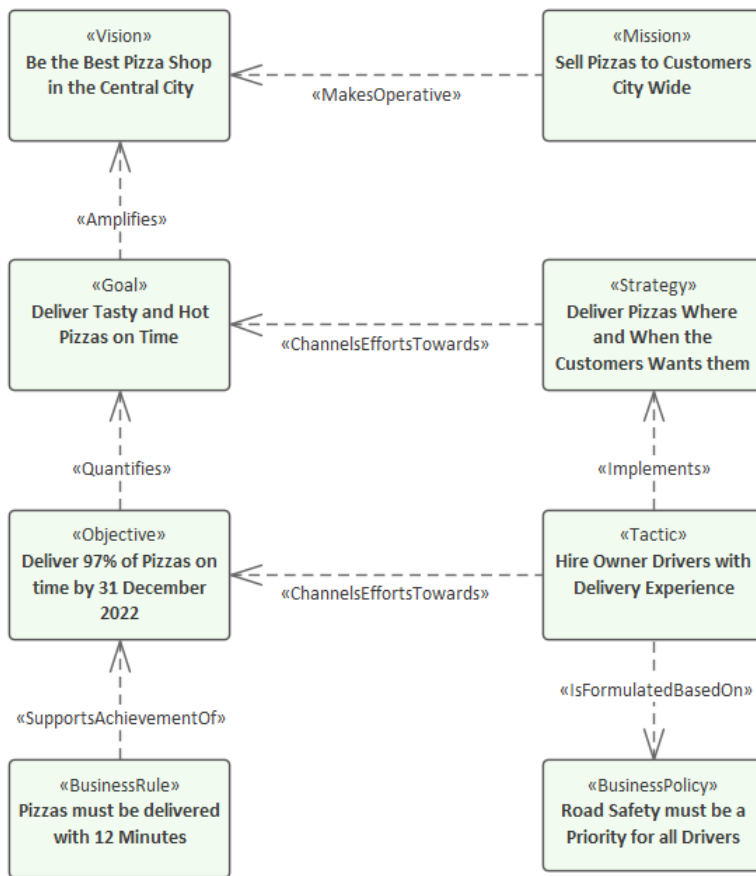 «Vision»
Be the Best Pizza Shop
in the Central City
«Mission»
Sell Pizzas to Customers
City Wide
«MakesOperative»
«Amplifies»
«Goal»
Deliver Tasty and Hot
Pizzas on Time
«Strategy»
Deliver Pizzas Where
and When the
Customers Wants them
«ChannelsEffortsTowards»
«Quantifies»
«Implements»
«Objective»
Deliver 97% of Pizzas on
time by 31 December
2022
«Tactic»
Hire Owner Drivers with
Delivery Experience
«ChannelsEffortsTowards»
«SupportsAchievementOf»
«IsFormulatedBasedOn»
«BusinessRule»
Pizzas must be delivered
with 12 Minutes
«BusinessPolicy»
Road Safety must be a
Priority for all Drivers